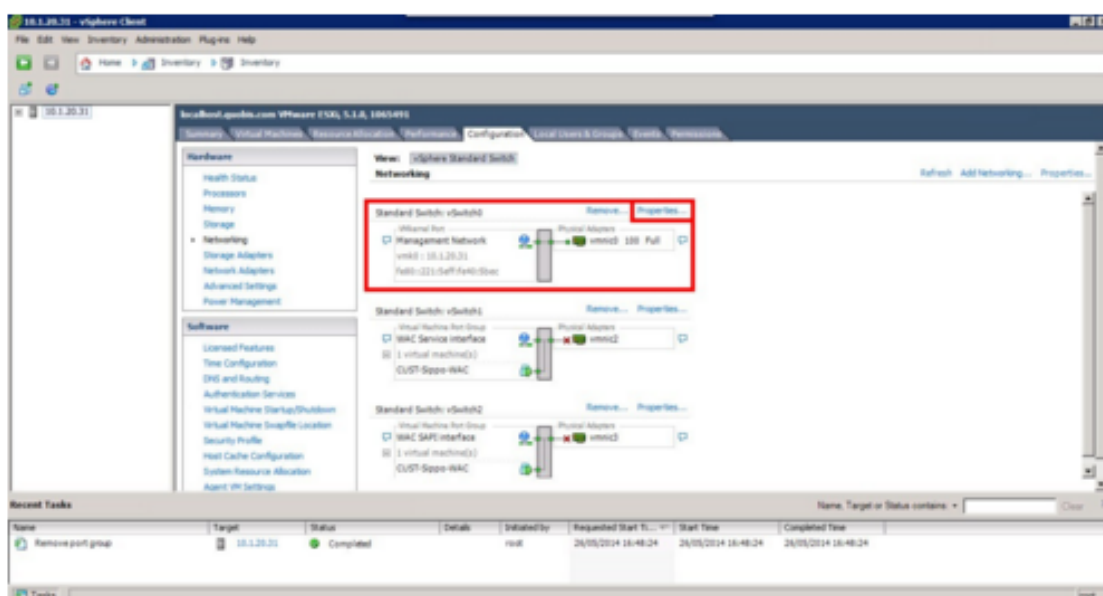 10.1.20.31 - vSphere Client
File Edit View Inventory Administration Plug-ins Help
Home Inventory Inventory
10.1.20.31
localhost.quobis.com VMware ESXi, 5.1.0, 1065491
Summary Virtual Machines Resource Allocation Performance Configuration Local Users & Groups Events Permissions
Hardware
Health Status
Processors
Memory
Storage
Networking
Storage Adapters
Network Adapters
Advanced Settings
Power Management
Software
Licensed Features
Time Configuration
DNS and Routing
Authentication Services
Virtual Machine Startup/Shutdown
Virtual Machine Swapfile Location
Security Profile
Host Cache Configuration
System Resource Allocation
Agent VM Settings
View: vSphere Standard Switch
Networking
Refresh Add Networking... Properties...
Standard Switch: vSwitch0 Remove... Properties...
VMkernel Port Physical Adapters
Management Network vmnic0 100 Full
vmk0 : 10.1.20.31
fe80::221:5eff:fe40:5bec
Standard Switch: vSwitch1 Remove... Properties...
Virtual Machine Port Group Physical Adapters
WAC Service interface vmnic2
1 virtual machine(s)
CUST-Sippo-WAC
Standard Switch: vSwitch2 Remove... Properties...
Virtual Machine Port Group Physical Adapters
WAC SAPI interface vmnic3
1 virtual machine(s)
CUST-Sippo-WAC
Recent Tasks Name, Target or Status contains: Clear
Name Target Status Details Initiated by Requested Start Ti... Start Time Completed Time
Remove port group 10.1.20.31 Completed root 26/05/2014 16:48:24 26/05/2014 16:48:24 26/05/2014 16:48:24
Tasks